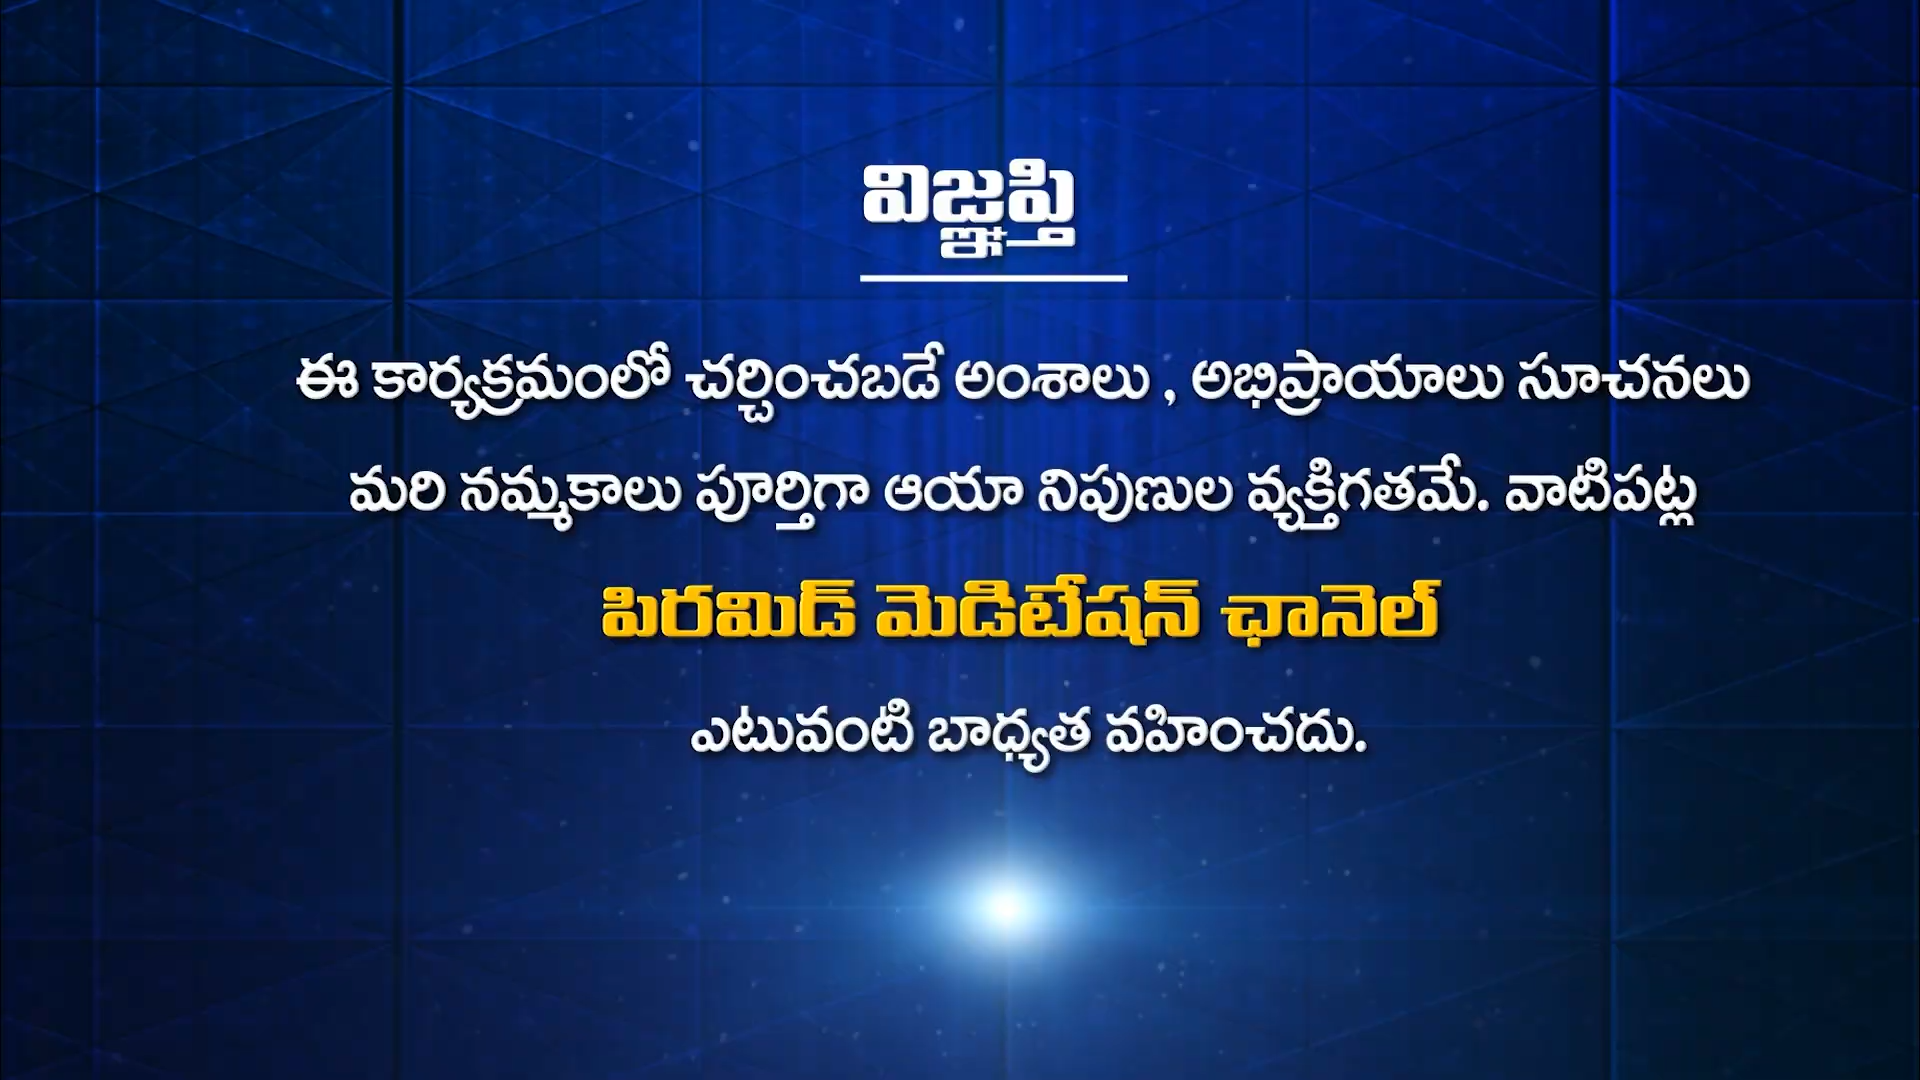 విజ్ఞప్తి
ఈ కార్యక్రమంలో చర్చించబడే అంశాలు , అభిప్రాయాలు సూచనలు
మరి నమ్మకాలు పూర్తిగా ఆయా నిపుణుల వ్యక్తిగతమే. వాటిపట్ల
పిరమిడ్ మెడిటేషన్ ఛానెల్
ఎటువంటి బాధ్యత వహించదు.